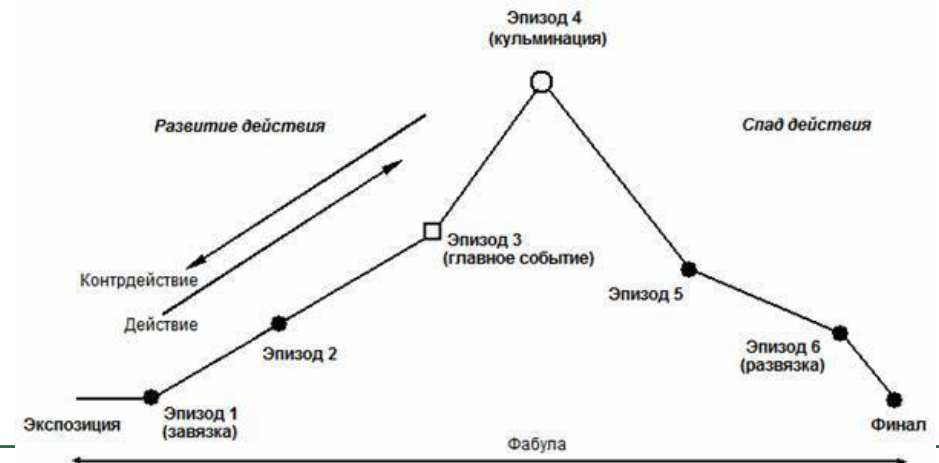 Эпизод 4
(кульминация)
Развитие действия
Спад действия
Эпизод 3
(главное событие)
Контрдействие
Эпизод 5
Действие
Эпизод 2
Эпизод 6
(развязка)
Эпизод 1
(завязка)
Экспозиция
Финал
Фабула